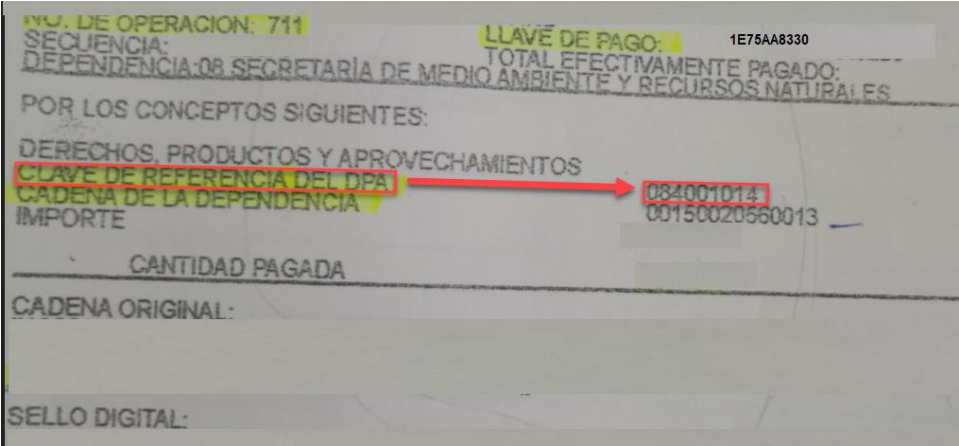 NO. DE OPERACION: 711
LLAVE DE PAGO: 1E75AA8330
SECUENCIA:
TOTAL EFECTIVAMENTE PAGADO:
DEPENDENCIA:08 SECRETARÍA DE MEDIO AMBIENTE Y RECURSOS NATURALES
POR LOS CONCEPTOS SIGUIENTES:
DERECHOS, PRODUCTOS Y APROVECHAMIENTOS
CLAVE DE REFERENCIA DEL DPA 084001014
CADENA DE LA DEPENDENCIA 00150020560013
IMPORTE
CANTIDAD PAGADA
CADENA ORIGINAL:
SELLO DIGITAL: